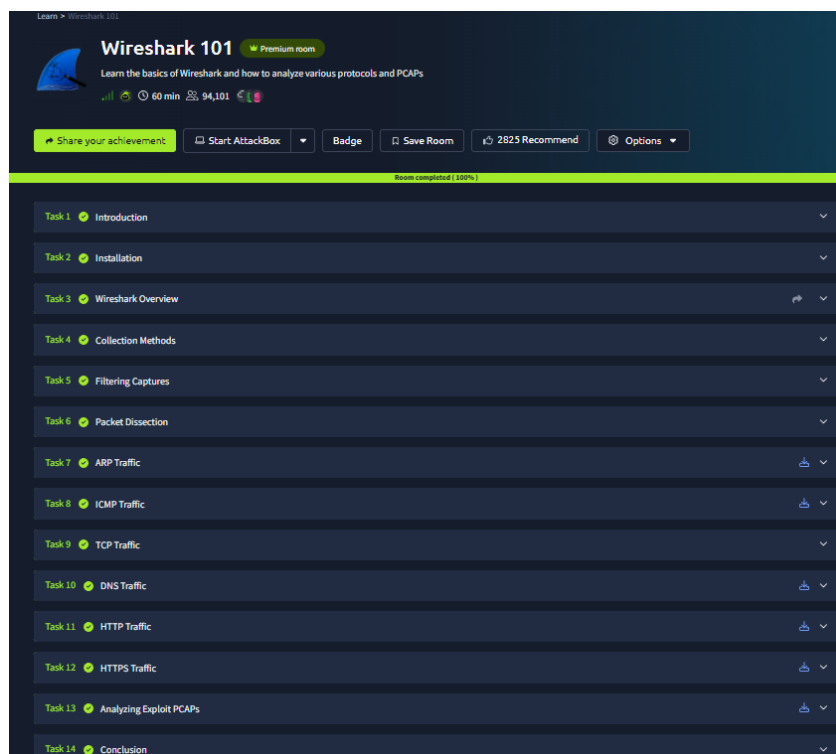 Learn > Wireshark 101
Wireshark 101 Premium room
Learn the basics of Wireshark and how to analyze various protocols and PCAPs
60 min 94,101
Share your achievement Start AttackBox Badge Save Room 2825 Recommend Options
Room completed ( 100% )
Task 1 Introduction
Task 2 Installation
Task 3 Wireshark Overview
Task 4 Collection Methods
Task 5 Filtering Captures
Task 6 Packet Dissection
Task 7 ARP Traffic
Task 8 ICMP Traffic
Task 9 TCP Traffic
Task 10 DNS Traffic
Task 11 HTTP Traffic
Task 12 HTTPS Traffic
Task 13 Analyzing Exploit PCAPs
Task 14 Conclusion